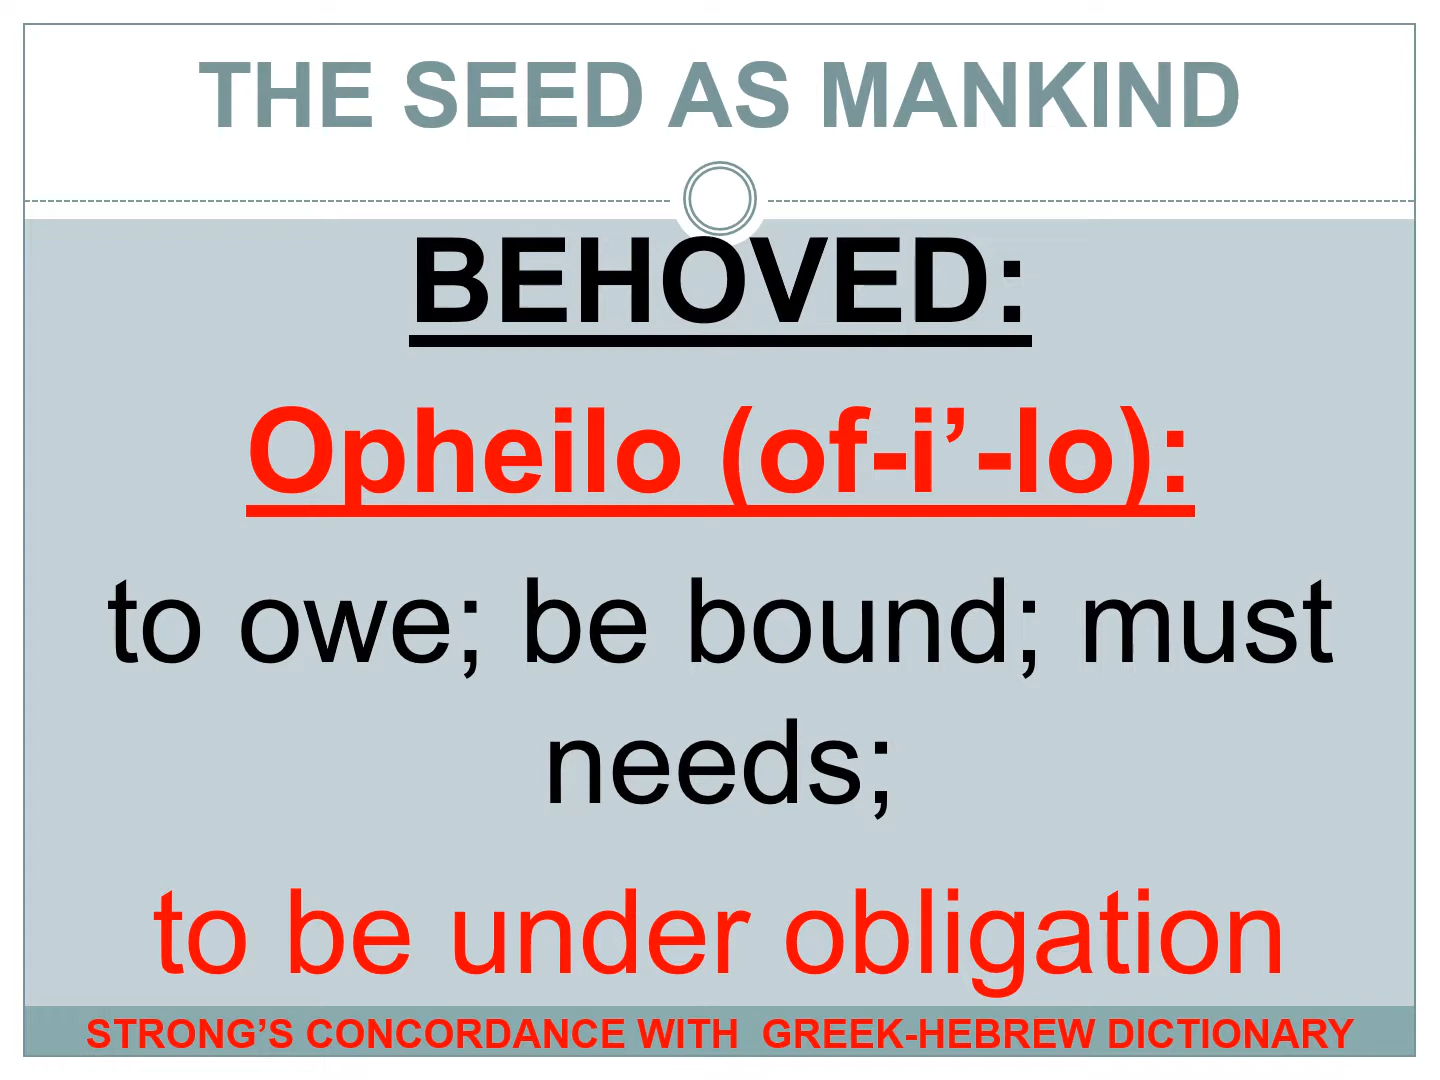 THE SEED AS MANKIND
BEHOVED:
Opheilo (of-i’-lo):
to owe; be bound; must
needs;
to be under obligation
STRONG’S CONCORDANCE WITH  GREEK-HEBREW DICTIONARY